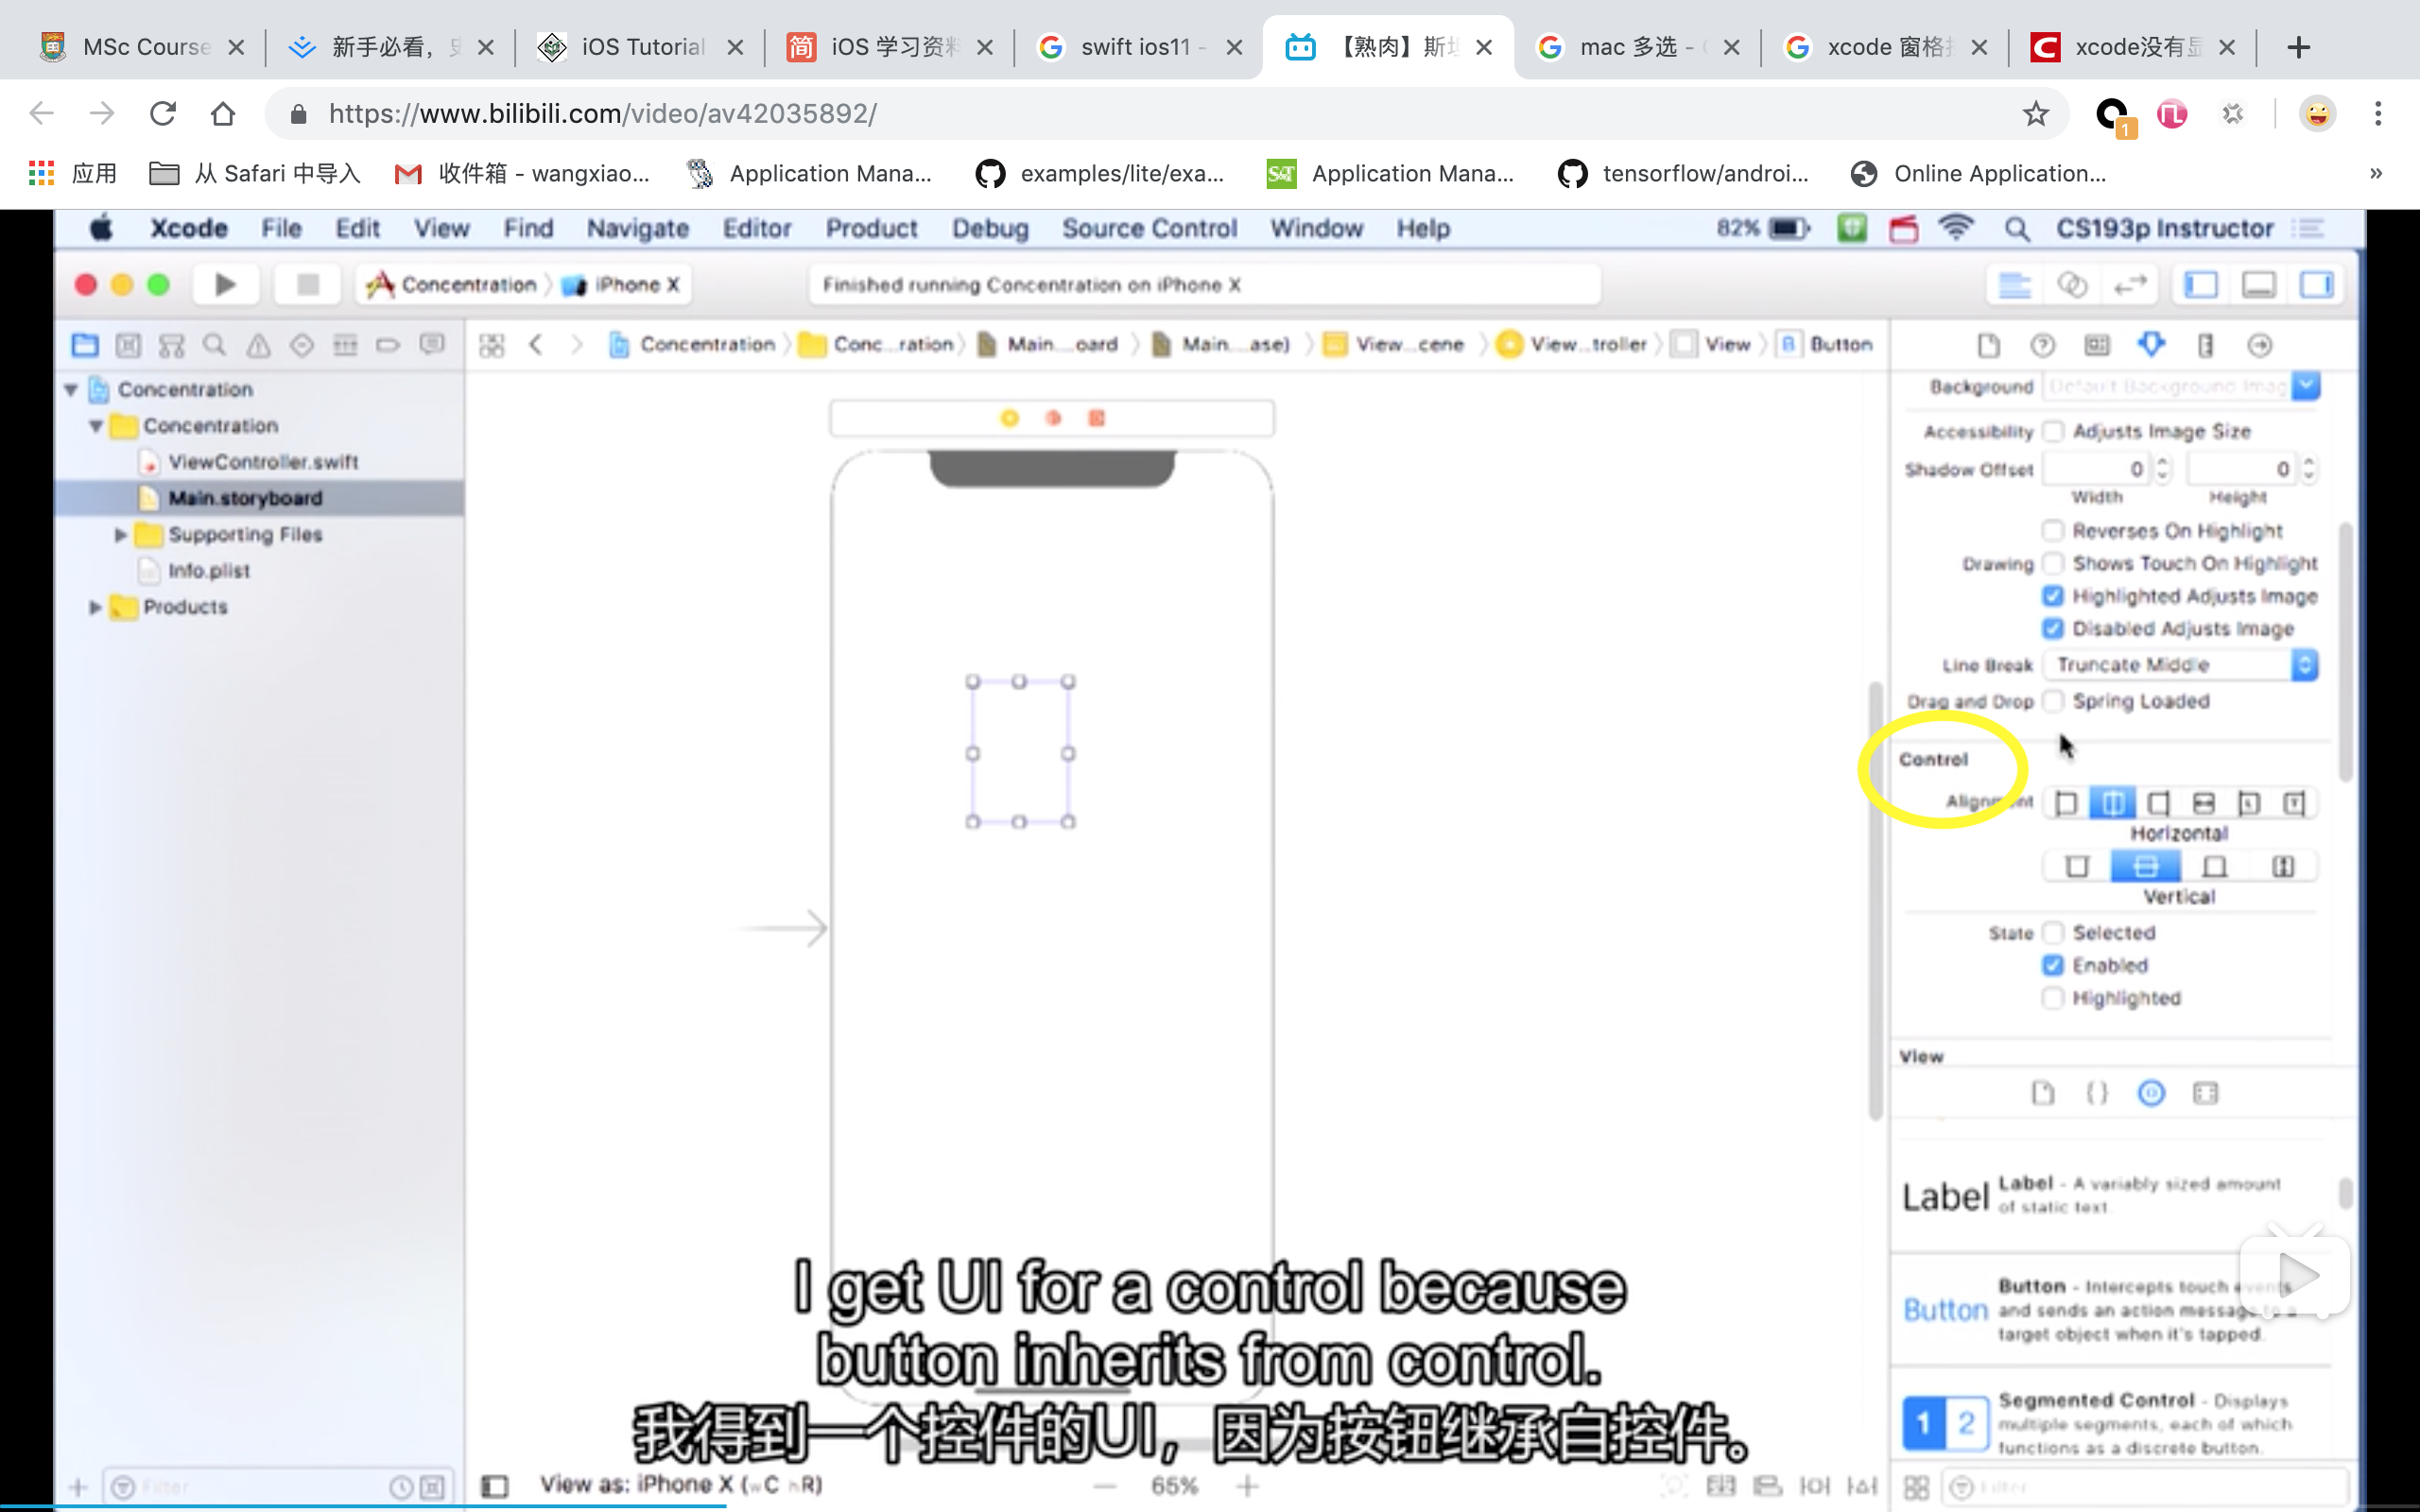 MSc Course
新手必看，
iOS Tutorial
iOS 学习资料
swift ios11 -
【熟肉】斯坦
mac 多选 -
xcode 窗格
xcode没有显
https://www.bilibili.com/video/av42035892/
1
应用
从 Safari 中导入
收件箱 - wangxiao...
Application Mana...
examples/lite/exa...
Application Mana...
tensorflow/androi...
Online Application...
»
Xcode File Edit View Find Navigate Editor Product Debug Source Control Window Help
82%
CS193p Instructor
Concentration
iPhone X
Finished running Concentration on iPhone X
Concentration
Conc...ration
Main....oard
Main....ase)
View...cene
View...troller
View
B Button
Concentration
Concentration
ViewController.swift
Main.storyboard
Supporting Files
Info.plist
Products
Background Default Background Imag
Accessibility Adjusts Image Size
Shadow Offset 0 0
Width Height
Reverses On Highlight
Drawing Shows Touch On Highlight
Highlighted Adjusts Image
Disabled Adjusts Image
Line Break Truncate Middle
Drag and Drop Spring Loaded
Control
Alignment
Horizontal
Vertical
State Selected
Enabled
Highlighted
View
{ }
Label Label - A variably sized amount
of static text.
Button - Intercepts touch events
Button and sends an action message to a
target object when it's tapped.
Segmented Control - Displays
1 2 multiple segments, each of which
functions as a discrete button.
I get UI for a control because
button inherits from control.
我得到一个控件的UI，因为按钮继承自控件。
Filter
View as: iPhone X (wC hR)
65%
Filter